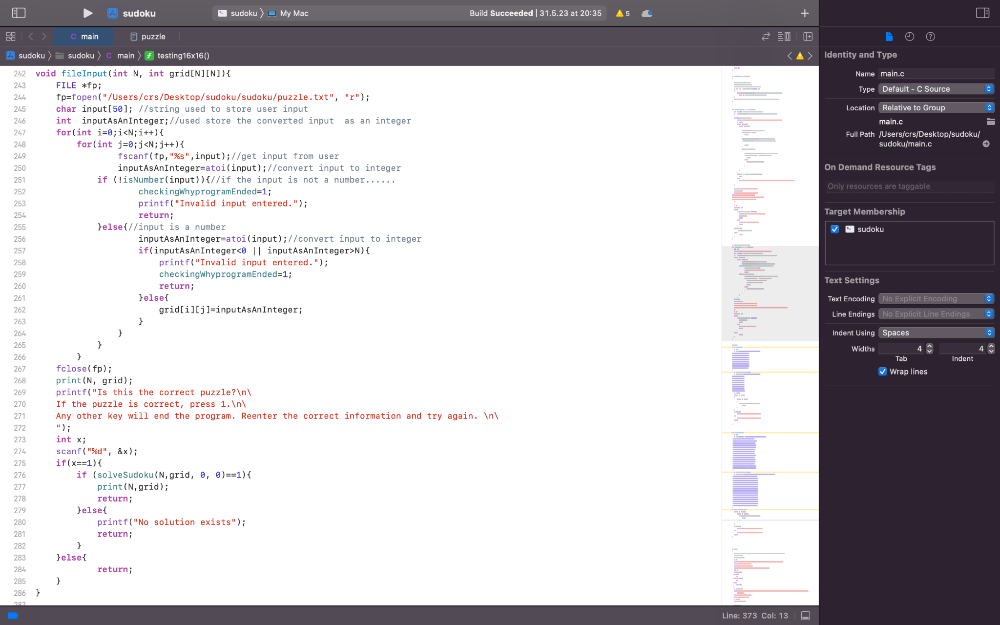 sudoku
sudoku 〉 My Mac
Build Succeeded | 31.5.23 at 20:35
5
main
puzzle
sudoku 〉 sudoku 〉 C main 〉 f testing16x16()
242 void fileInput(int N, int grid[N][N]){
243     FILE *fp;
244     fp=fopen("/Users/crs/Desktop/sudoku/sudoku/puzzle.txt", "r");
245     char input[50]; //string used to store user input
246     int  inputAsAnInteger;//used store the converted input  as an integer
247     for(int i=0;i<N;i++){
248         for(int j=0;j<N;j++){
249                 fscanf(fp,"%s",input);//get input from user
250                 inputAsAnInteger=atoi(input);//convert input to integer
251             if (!isNumber(input)){//if the input is not a number......
252                     checkingWhyprogramEnded=1;
253                     printf("Invalid input entered.");
254                     return;
255             }else{//input is a number
256                     inputAsAnInteger=atoi(input);//convert input to integer
257                     if(inputAsAnInteger<0 || inputAsAnInteger>N){
258                         printf("Invalid input entered.");
259                         checkingWhyprogramEnded=1;
260                         return;
261                     }else{
262                         grid[i][j]=inputAsAnInteger;
263                     }
264                 }
265             }
266         }
267     fclose(fp);
268     print(N, grid);
269     printf("Is this the correct puzzle?\n\
270     If the puzzle is correct, press 1.\n\
271     Any other key will end the program. Reenter the correct information and try again. \n\
272     ");
273     int x;
274     scanf("%d", &x);
275     if(x==1){
276         if (solveSudoku(N,grid, 0, 0)==1){
277             print(N,grid);
278             return;
279         }else{
280             printf("No solution exists");
281             return;
282         }
283     }else{
284             return;
285     }
286 }
287
Line: 373  Col: 13
Identity and Type
Name main.c
Type Default - C Source
Location Relative to Group
main.c
Full Path /Users/crs/Desktop/sudoku/
sudoku/main.c
On Demand Resource Tags
Only resources are taggable
Target Membership
sudoku
Text Settings
Text Encoding No Explicit Encoding
Line Endings No Explicit Line Endings
Indent Using Spaces
Widths 4 4
Tab Indent
Wrap lines